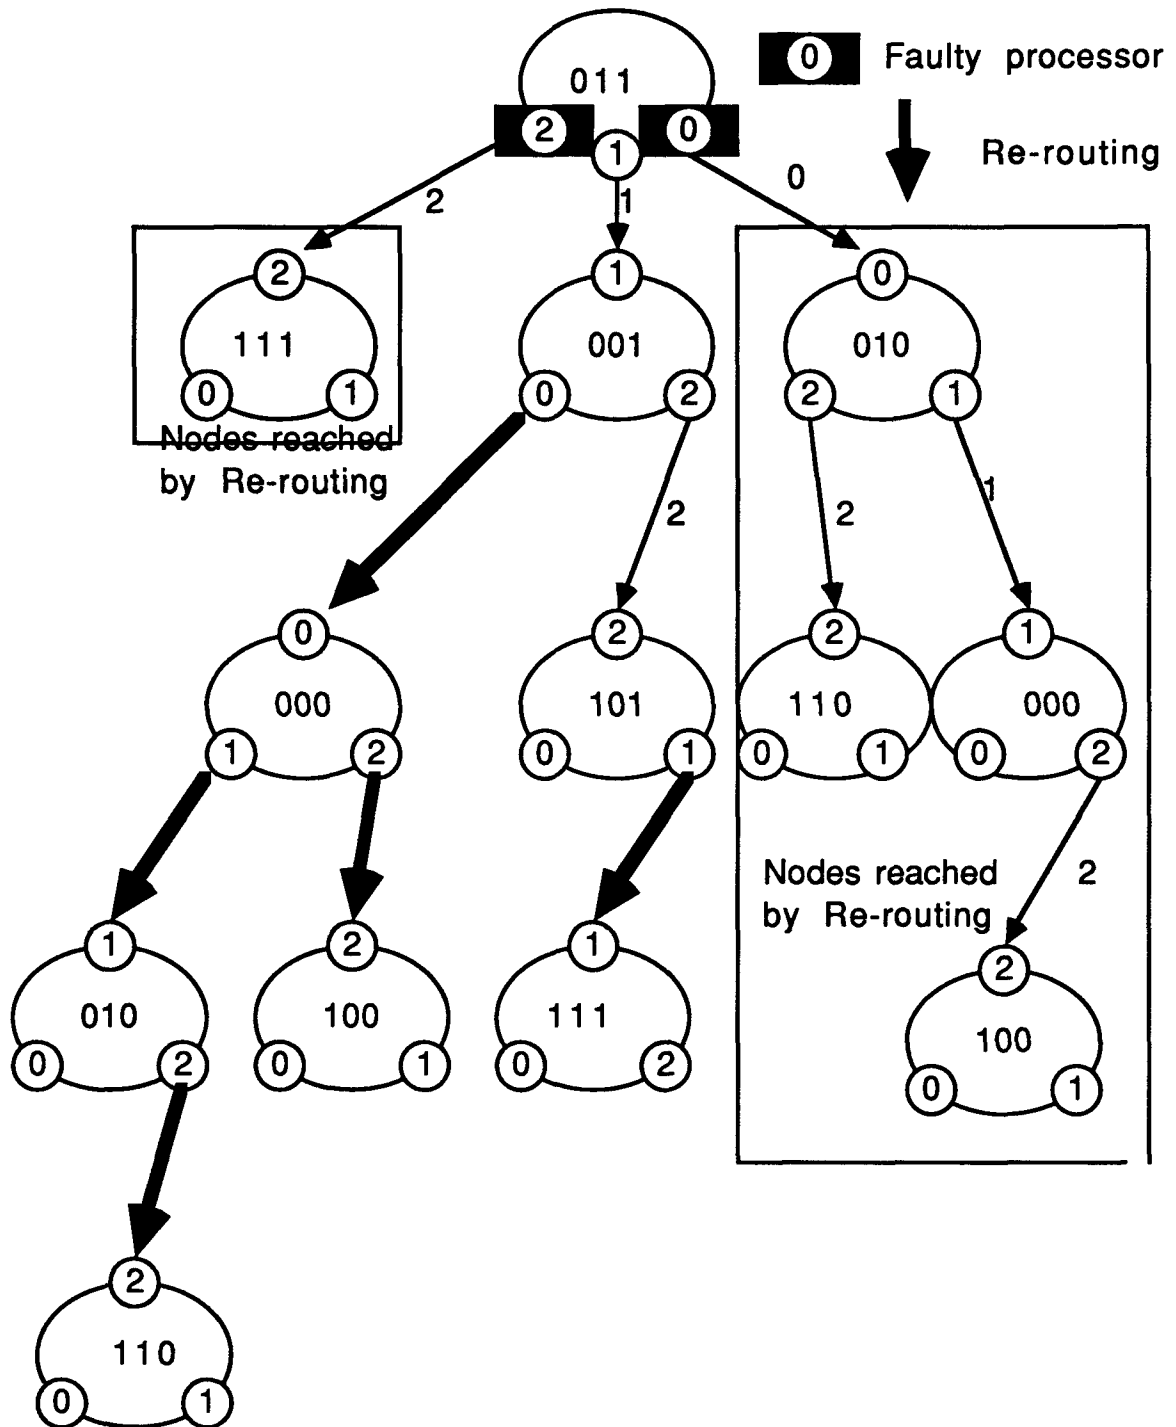 011
0 Faulty processor
2 1 0
Re-routing
2 1 0
2 1 0
111 001 010
0 1 0 2 2 1
Nodes reached
by Re-routing
2 2 1
0 2 2 1
000 101 110 000
1 2 0 1 0 1 0 2
Nodes reached
by Re-routing
2
1 2 1 2
010 100 111 100
0 2 0 1 0 2 0 1
2
110
0 1